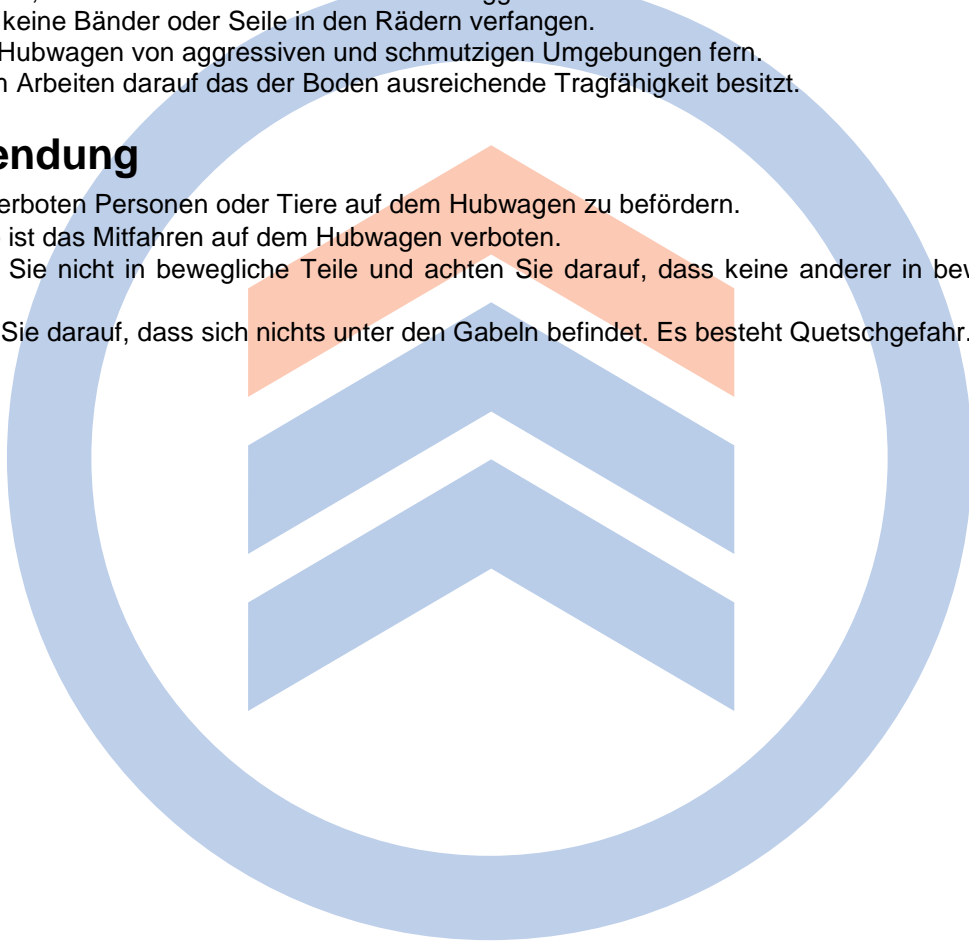 keine Bänder oder Seile in den Rädern verfangen.
Hubwagen von aggressiven und schmutzigen Umgebungen fern.
Arbeiten darauf das der Boden ausreichende Tragfähigkeit besitzt.
endung
erboten Personen oder Tiere auf dem Hubwagen zu befördern.
ist das Mitfahren auf dem Hubwagen verboten.
Sie nicht in bewegliche Teile und achten Sie darauf, dass keine anderer in bew
Sie darauf, dass sich nichts unter den Gabeln befindet. Es besteht Quetschgefahr.